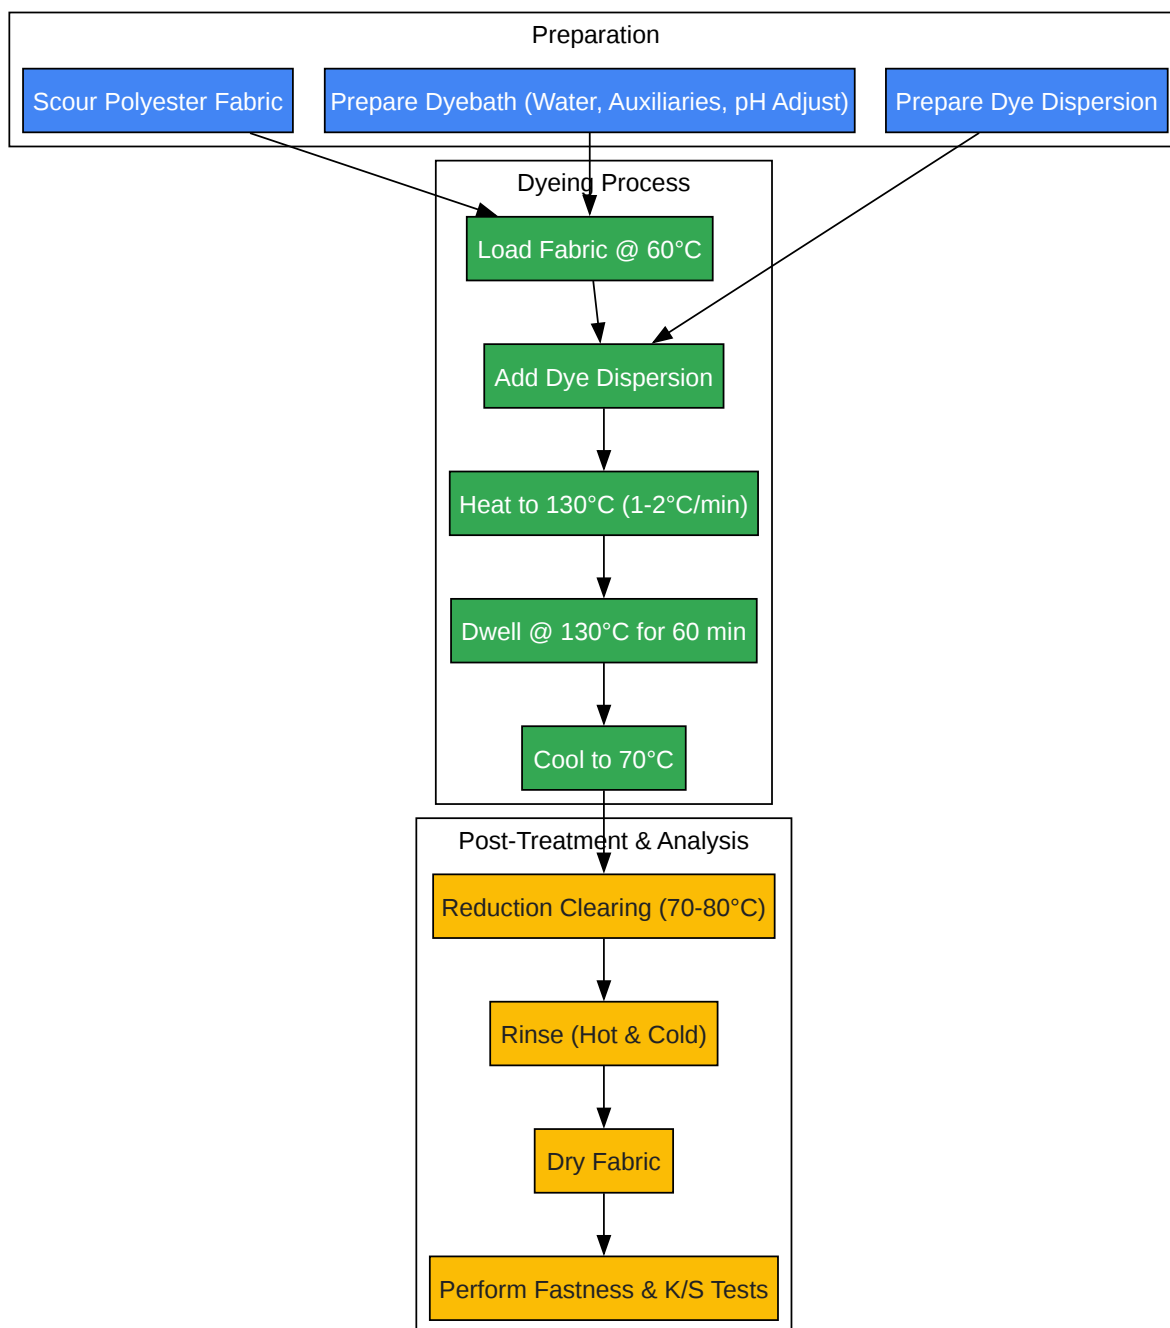 Preparation
Scour Polyester Fabric
Prepare Dyebath (Water, Auxiliaries, pH Adjust)
Prepare Dye Dispersion
Dyeing Process
Load Fabric @ 60°C
Add Dye Dispersion
Heat to 130°C (1-2°C/min)
Dwell @ 130°C for 60 min
Cool to 70°C
Post-Treatment & Analysis
Reduction Clearing (70-80°C)
Rinse (Hot & Cold)
Dry Fabric
Perform Fastness & K/S Tests